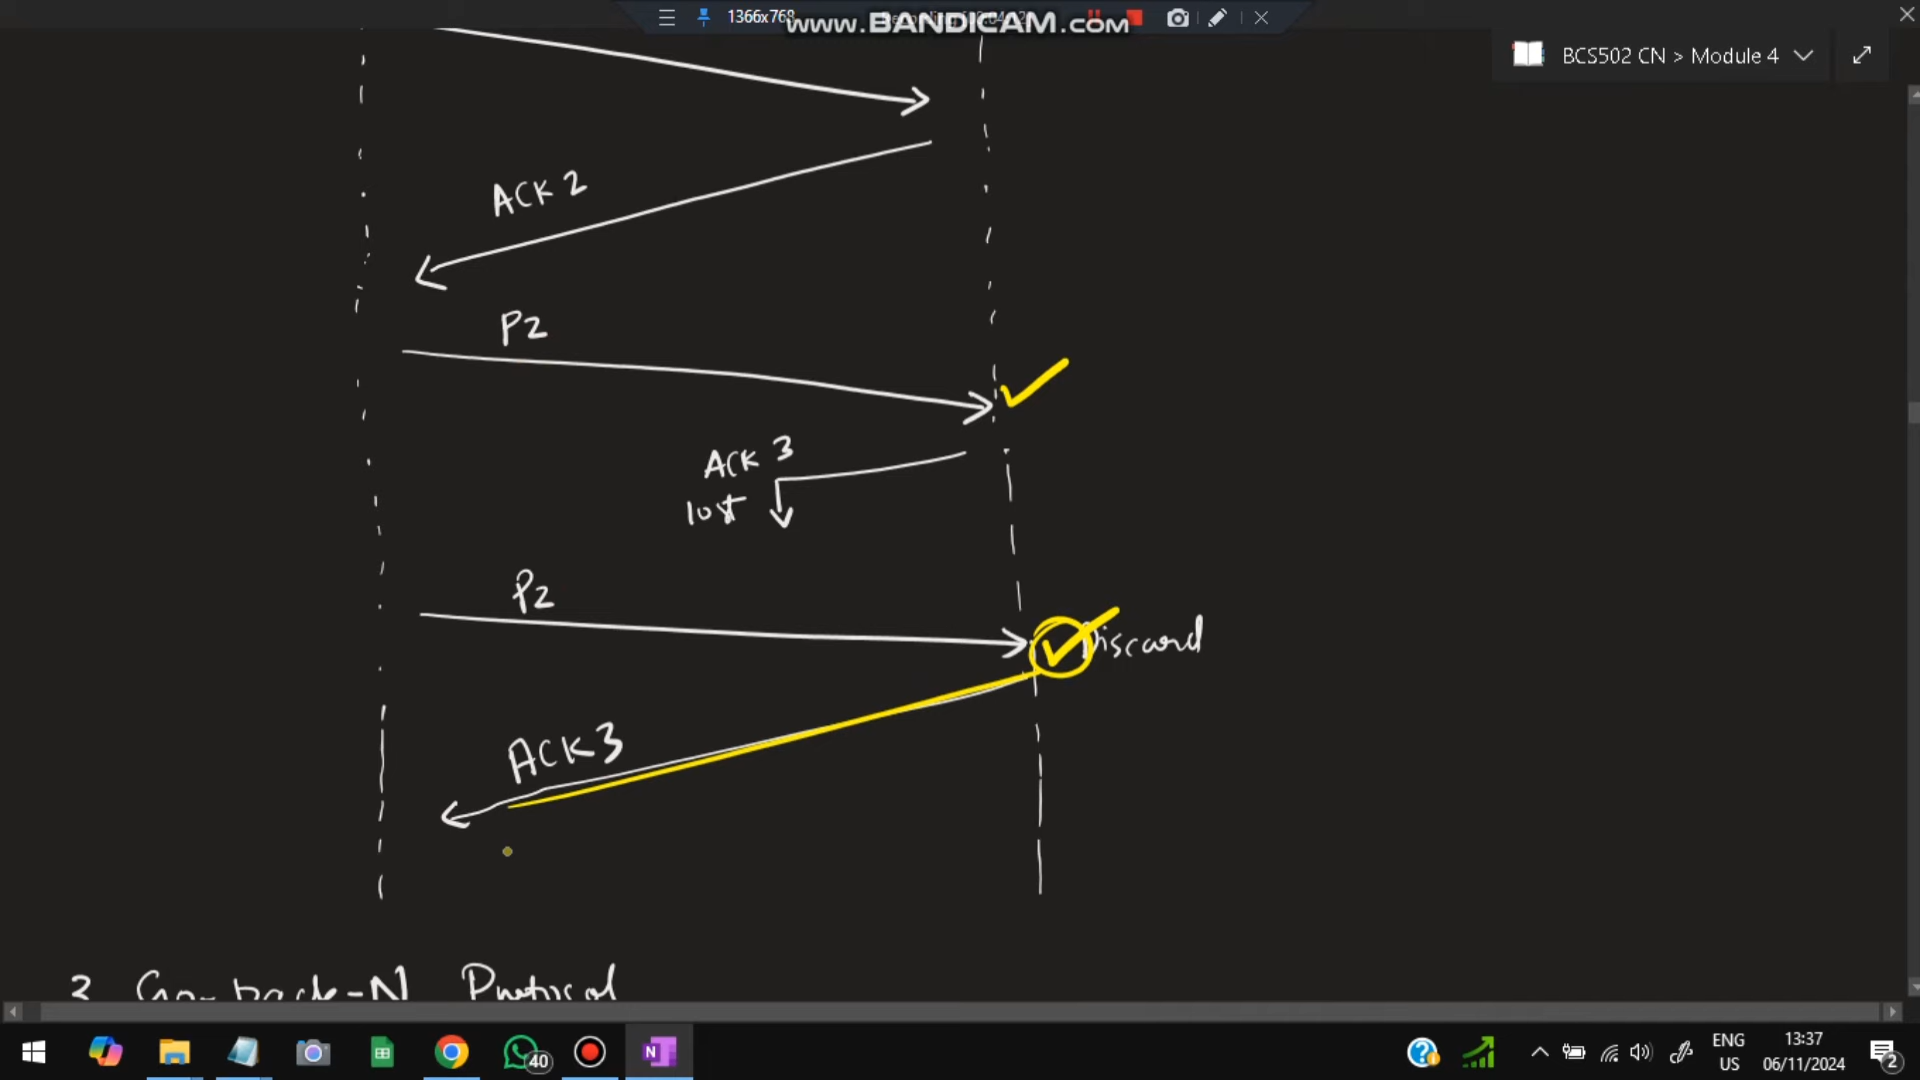 1366x768
www.BANDICAM.com
BCS502 CN > Module 4
ACK 2
P2
ACK 3
lost
P2
Discard
ACK3
3. Go-back-N Protocol
40
N
ENG
US
13:37
06/11/2024
2